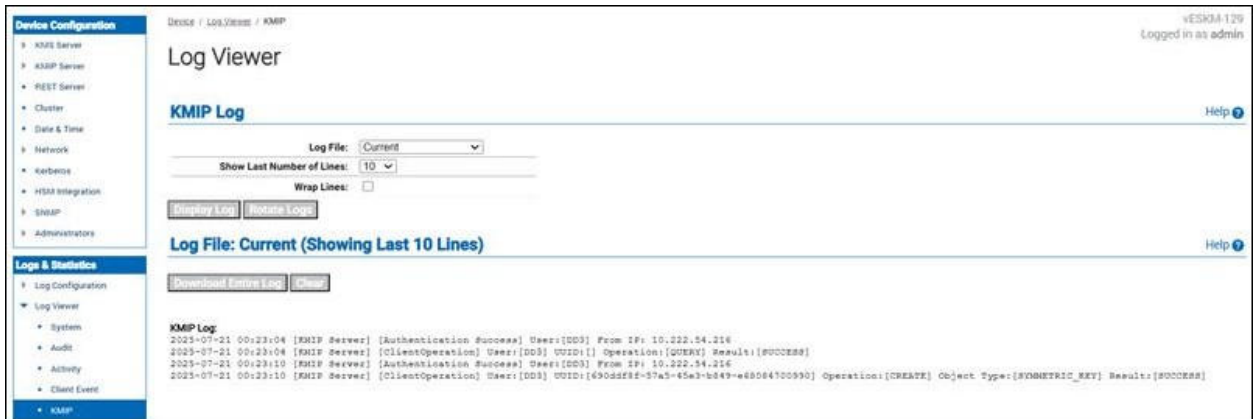 Device / Log Viewer / KMIP
vESKM-129
Logged in as admin
Device Configuration
KMS Server
KMIP Server
REST Server
Cluster
Date & Time
Network
Kerberos
HSM Integration
SNMP
Administrators
Logs & Statistics
Log Configuration
Log Viewer
System
Audit
Activity
Client Event
KMIP
Log Viewer
KMIP Log
Help
Log File: Current
Show Last Number of Lines: 10
Wrap Lines:
Display Log Rotate Logs
Log File: Current (Showing Last 10 Lines)
Help
Download Entire Log Clear
KMIP Log:
2025-07-21 00:23:04 [KMIP Server] [Authentication Success] User:[DD3] From IP: 10.222.54.216
2025-07-21 00:23:04 [KMIP Server] [ClientOperation] User:[DD3] UUID:[] Operation:[QUERY] Result:[SUCCESS]
2025-07-21 00:23:10 [KMIP Server] [Authentication Success] User:[DD3] From IP: 10.222.54.216
2025-07-21 00:23:10 [KMIP Server] [ClientOperation] User:[DD3] Operation:[CREATE] Object Type:[SYMMETRIC_KEY] Result:[SUCCESS]